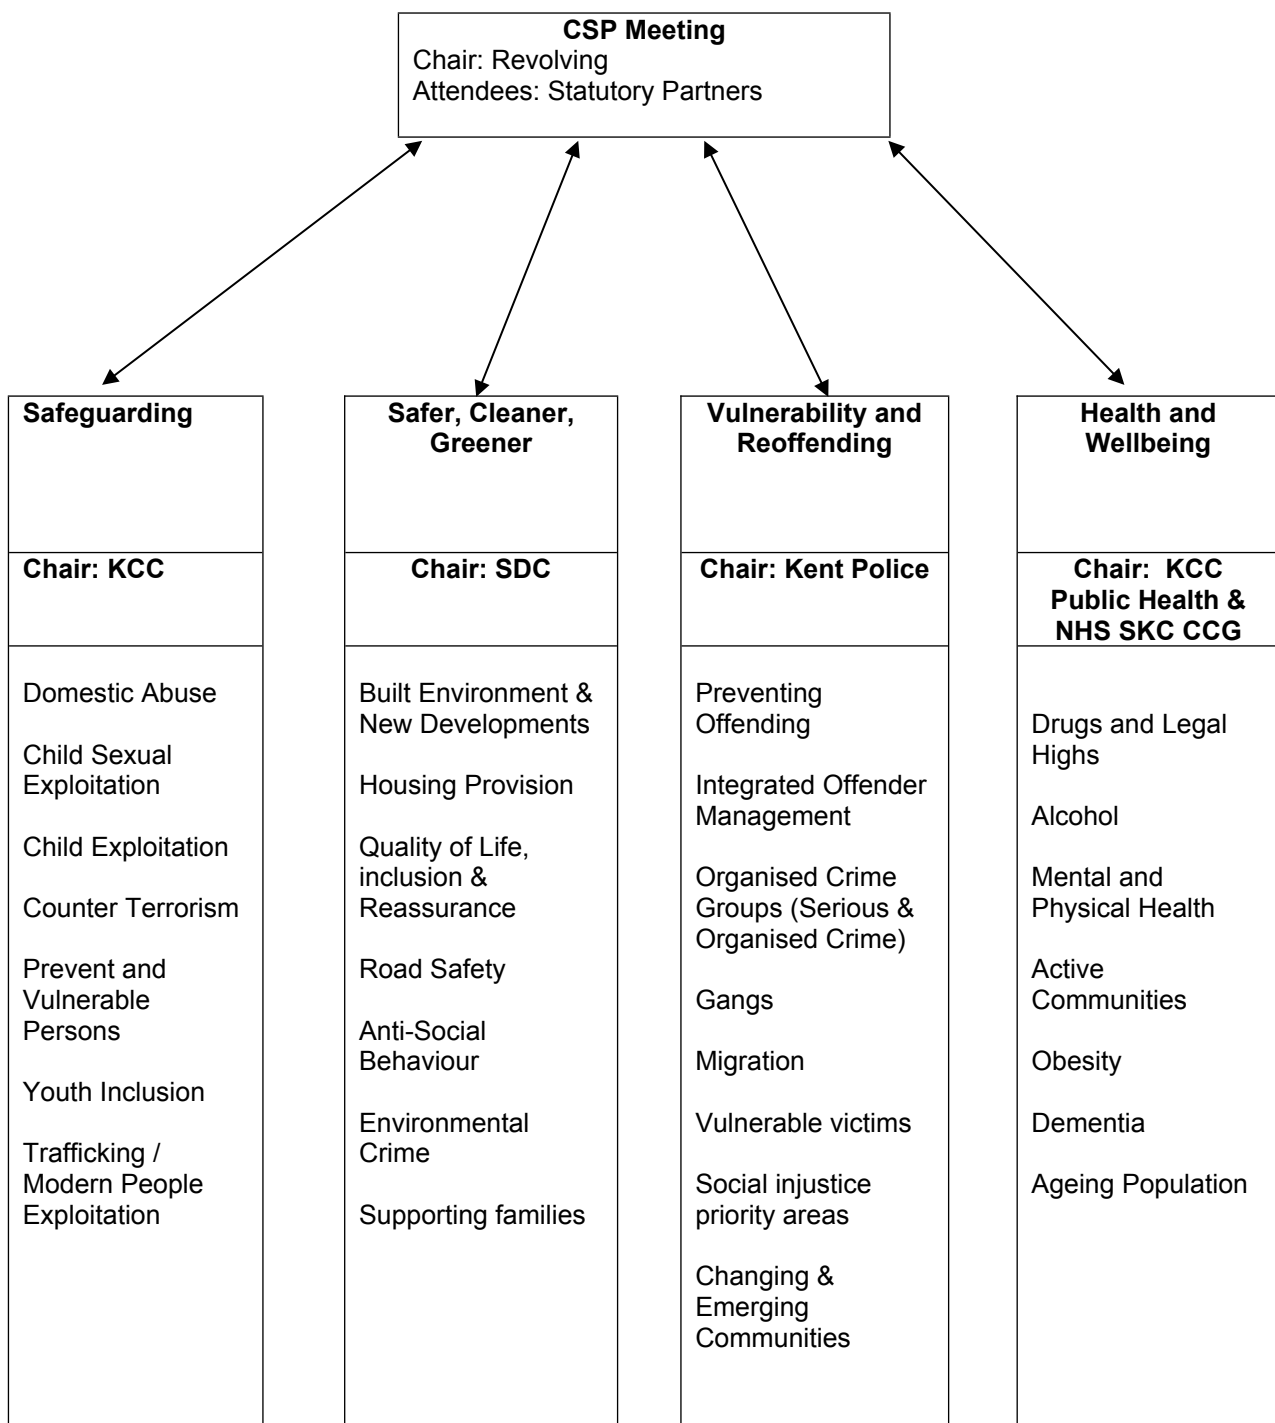 CSP Meeting
Chair: Revolving
Attendees: Statutory Partners
Safeguarding
Chair: KCC
Domestic Abuse
Child Sexual
Exploitation
Child Exploitation
Counter Terrorism
Prevent and
Vulnerable
Persons
Youth Inclusion
Trafficking /
Modern People
Exploitation
Safer, Cleaner,
Greener
Chair: SDC
Built Environment &
New Developments
Housing Provision
Quality of Life,
inclusion &
Reassurance
Road Safety
Anti-Social
Behaviour
Environmental
Crime
Supporting families
Vulnerability and
Reoffending
Chair: Kent Police
Preventing
Offending
Integrated Offender
Management
Organised Crime
Groups (Serious &
Organised Crime)
Gangs
Migration
Vulnerable victims
Social injustice
priority areas
Changing &
Emerging
Communities
Health and
Wellbeing
Chair:  KCC
Public Health &
NHS SKC CCG
Drugs and Legal
Highs
Alcohol
Mental and
Physical Health
Active
Communities
Obesity
Dementia
Ageing Population